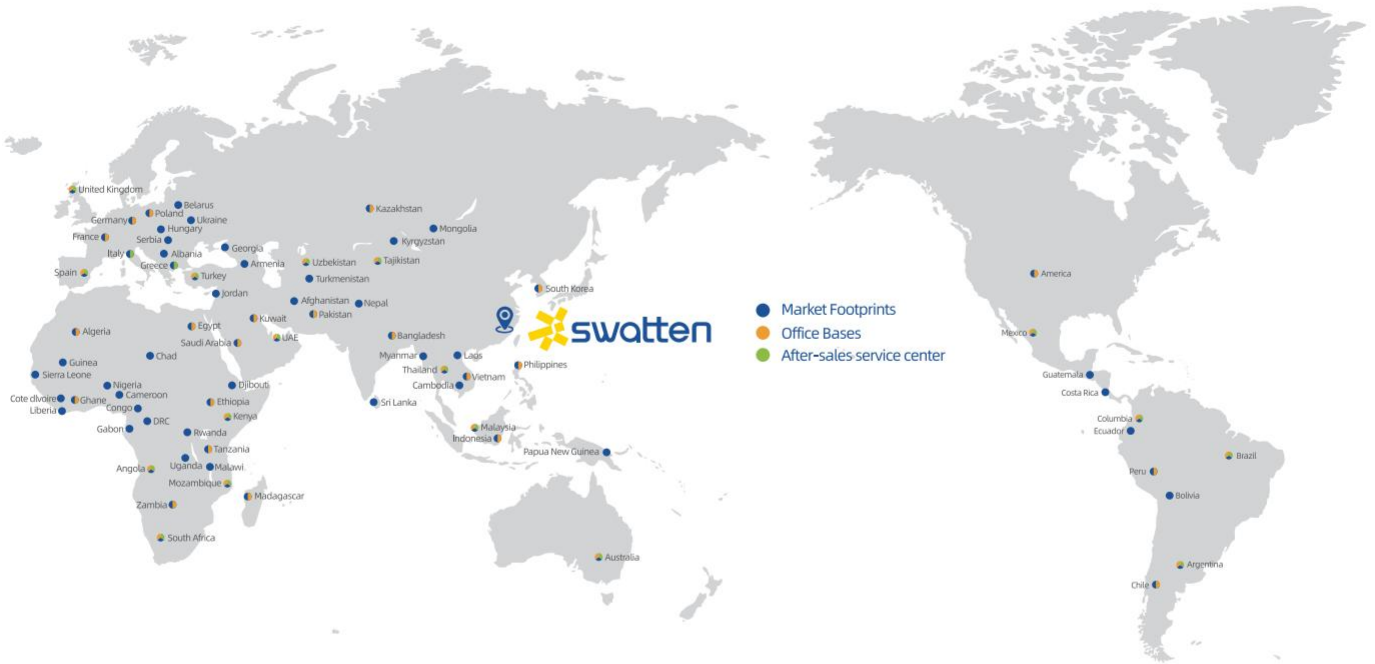 United Kingdom
Belarus
Poland
Germany
Ukraine
Hungary
France
Serbia
Georgia
Italy
Albania
Greece
Armenia
Spain
Turkey
Jordan
Kazakhstan
Mongolia
Kyrgyzstan
Uzbekistan
Tajikistan
Turkmenistan
Afghanistan
Nepal
Pakistan
South Korea
Kuwait
Algeria
Egypt
Saudi Arabia
UAE
Bangladesh
swatten
Guinea
Chad
Myanmar
Laos
Sierra Leone
Thailand
Philippines
Nigeria
Djibouti
Vietnam
Cambodia
Cameroon
Cote dIvoire
Ghane
Ethiopia
Sri Lanka
Liberia
Congo
Kenya
DRC
Gabon
Rwanda
Malaysia
Indonesia
Tanzania
Papua New Guinea
Uganda
Malawi
Angola
Mozambique
Madagascar
Zambia
South Africa
Australia
Market Footprints
Office Bases
After-sales service center
America
Mexico
Guatemala
Costa Rica
Columbia
Ecuador
Brazil
Peru
Bolivia
Argentina
Chile